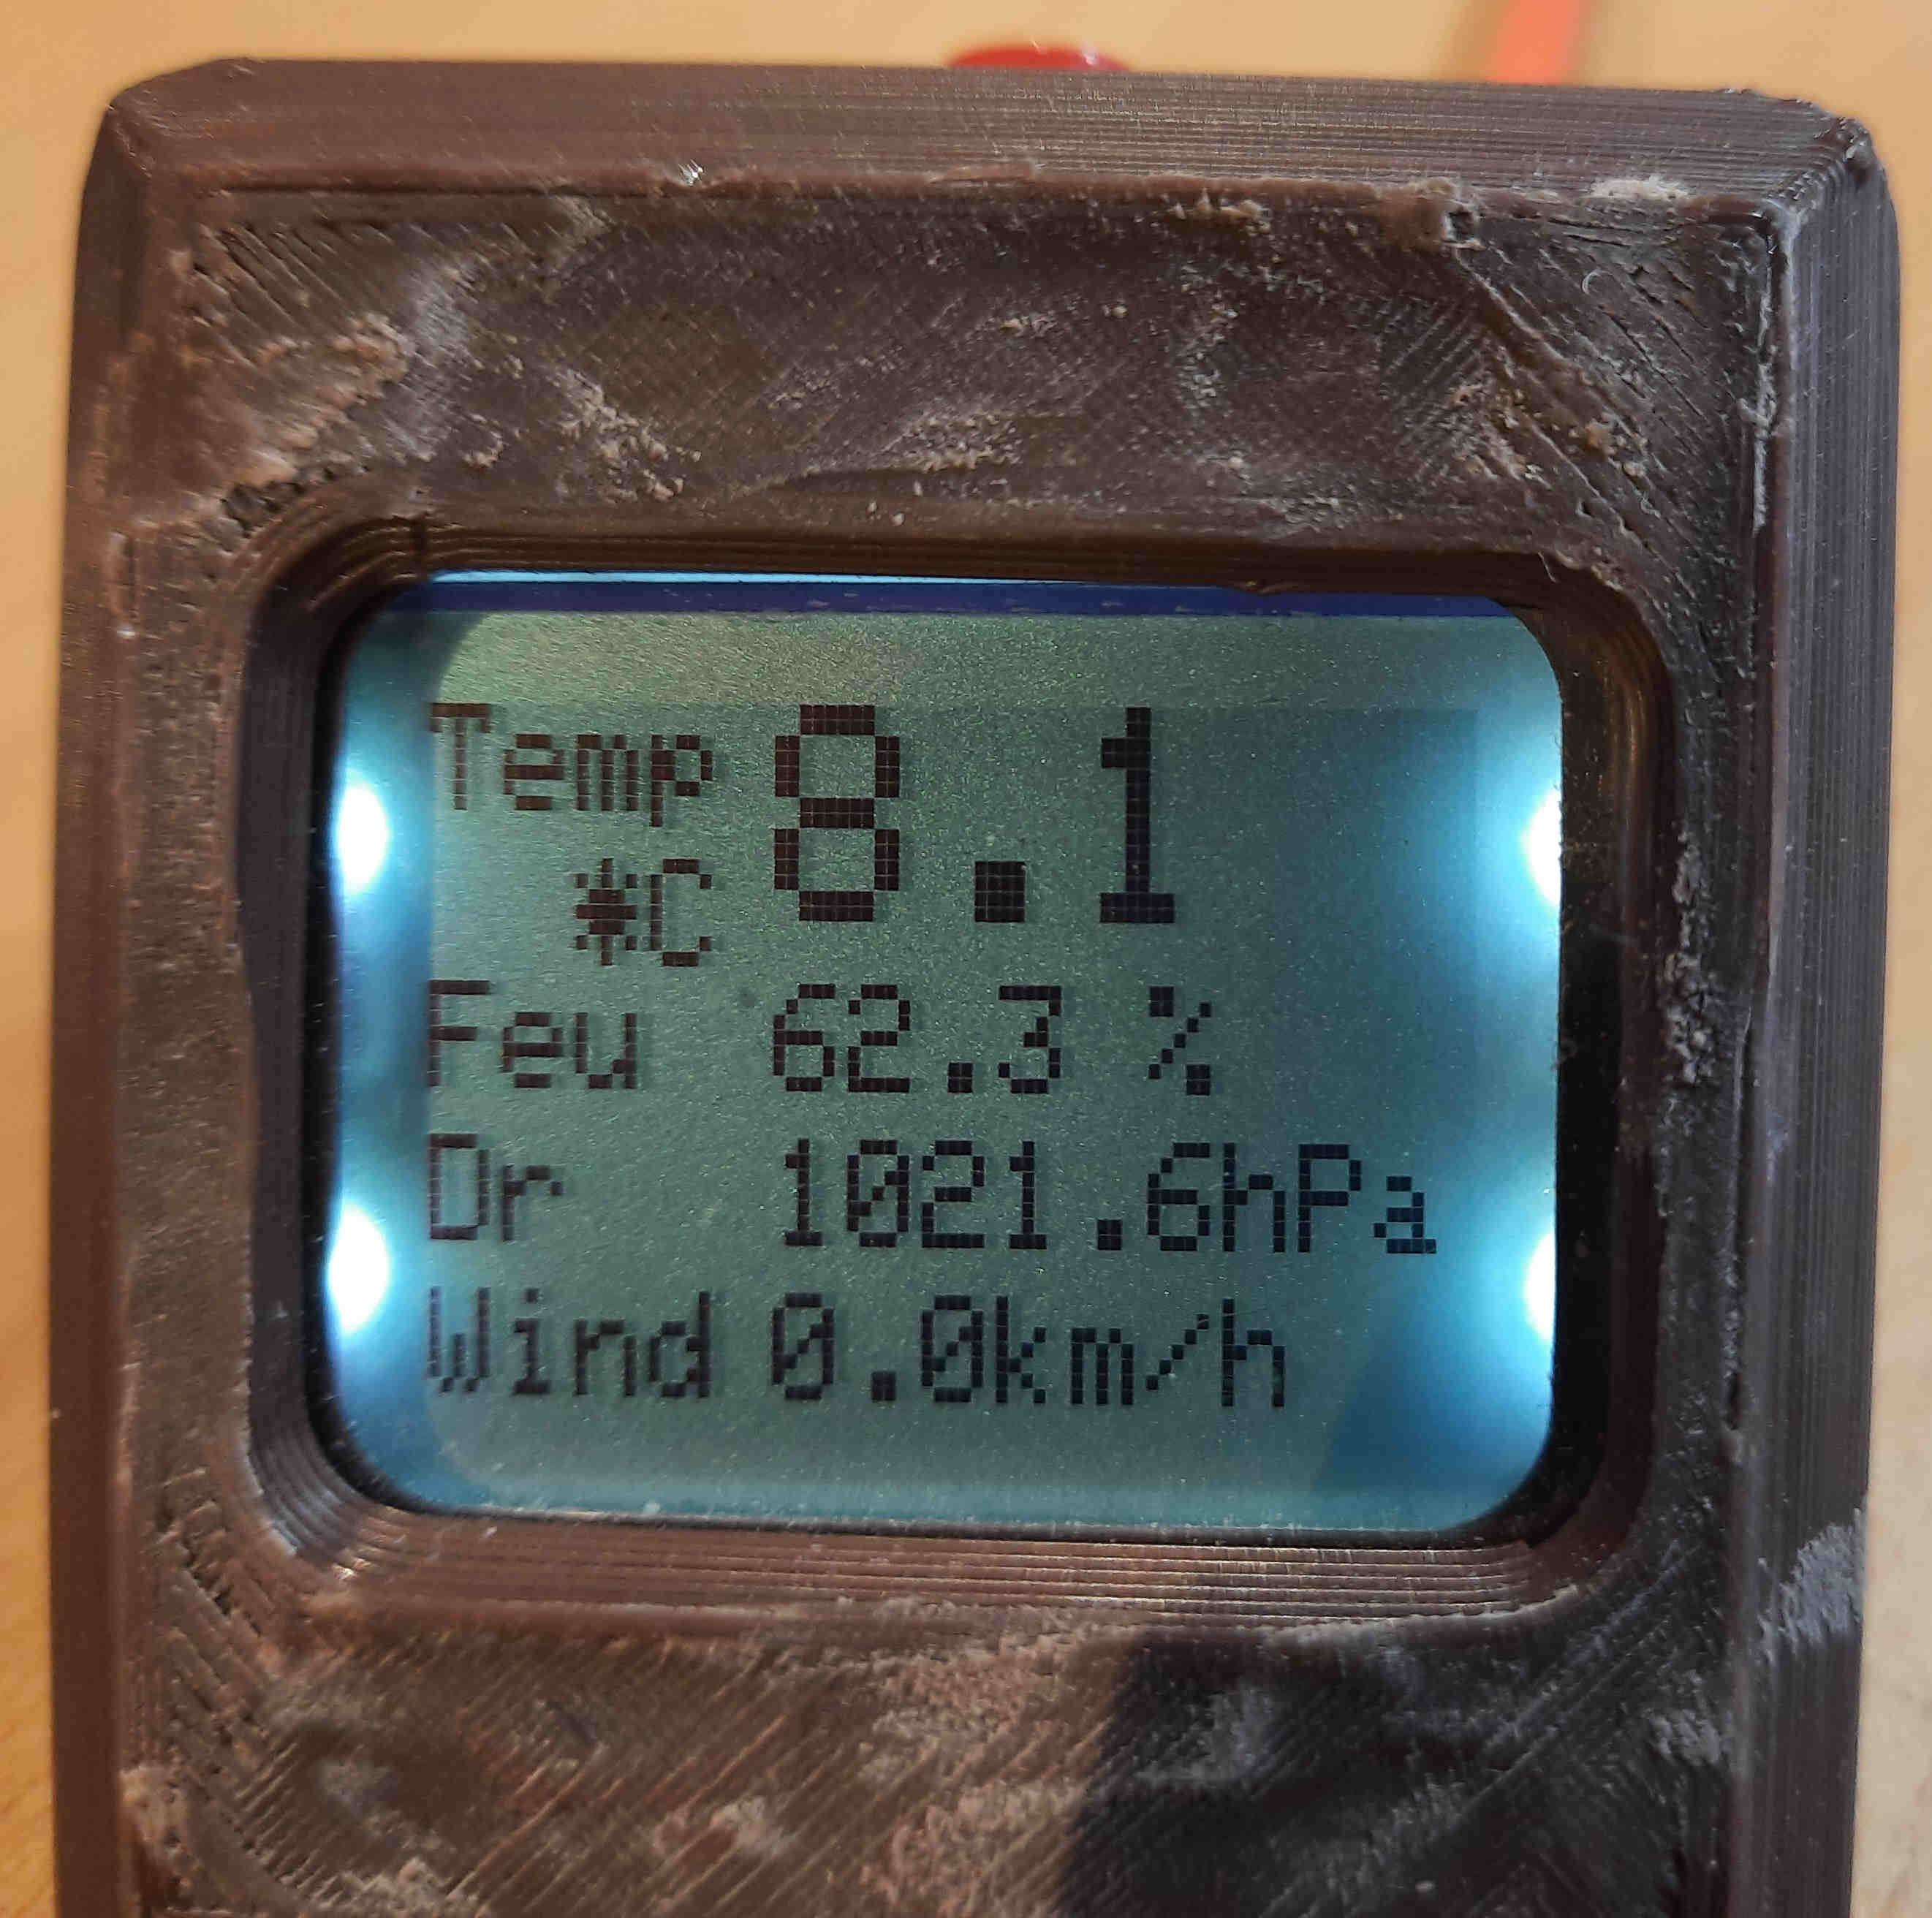 Temp 8.1
*C
Feu 62.3 %
Dr 1021.6hPa
Wind 0.0km/h